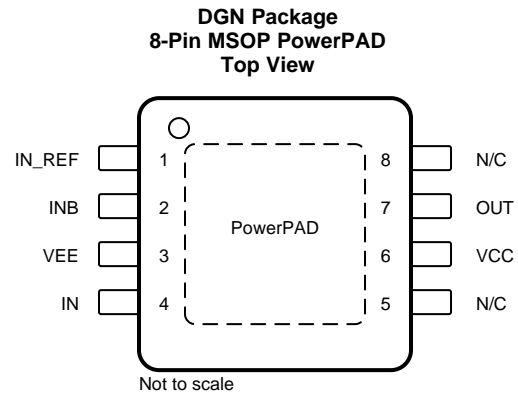 DGN Package
8-Pin MSOP PowerPAD
Top View
IN_REF 1 8 N/C
INB 2 7 OUT
PowerPAD
VEE 3 6 VCC
IN 4 5 N/C
Not to scale